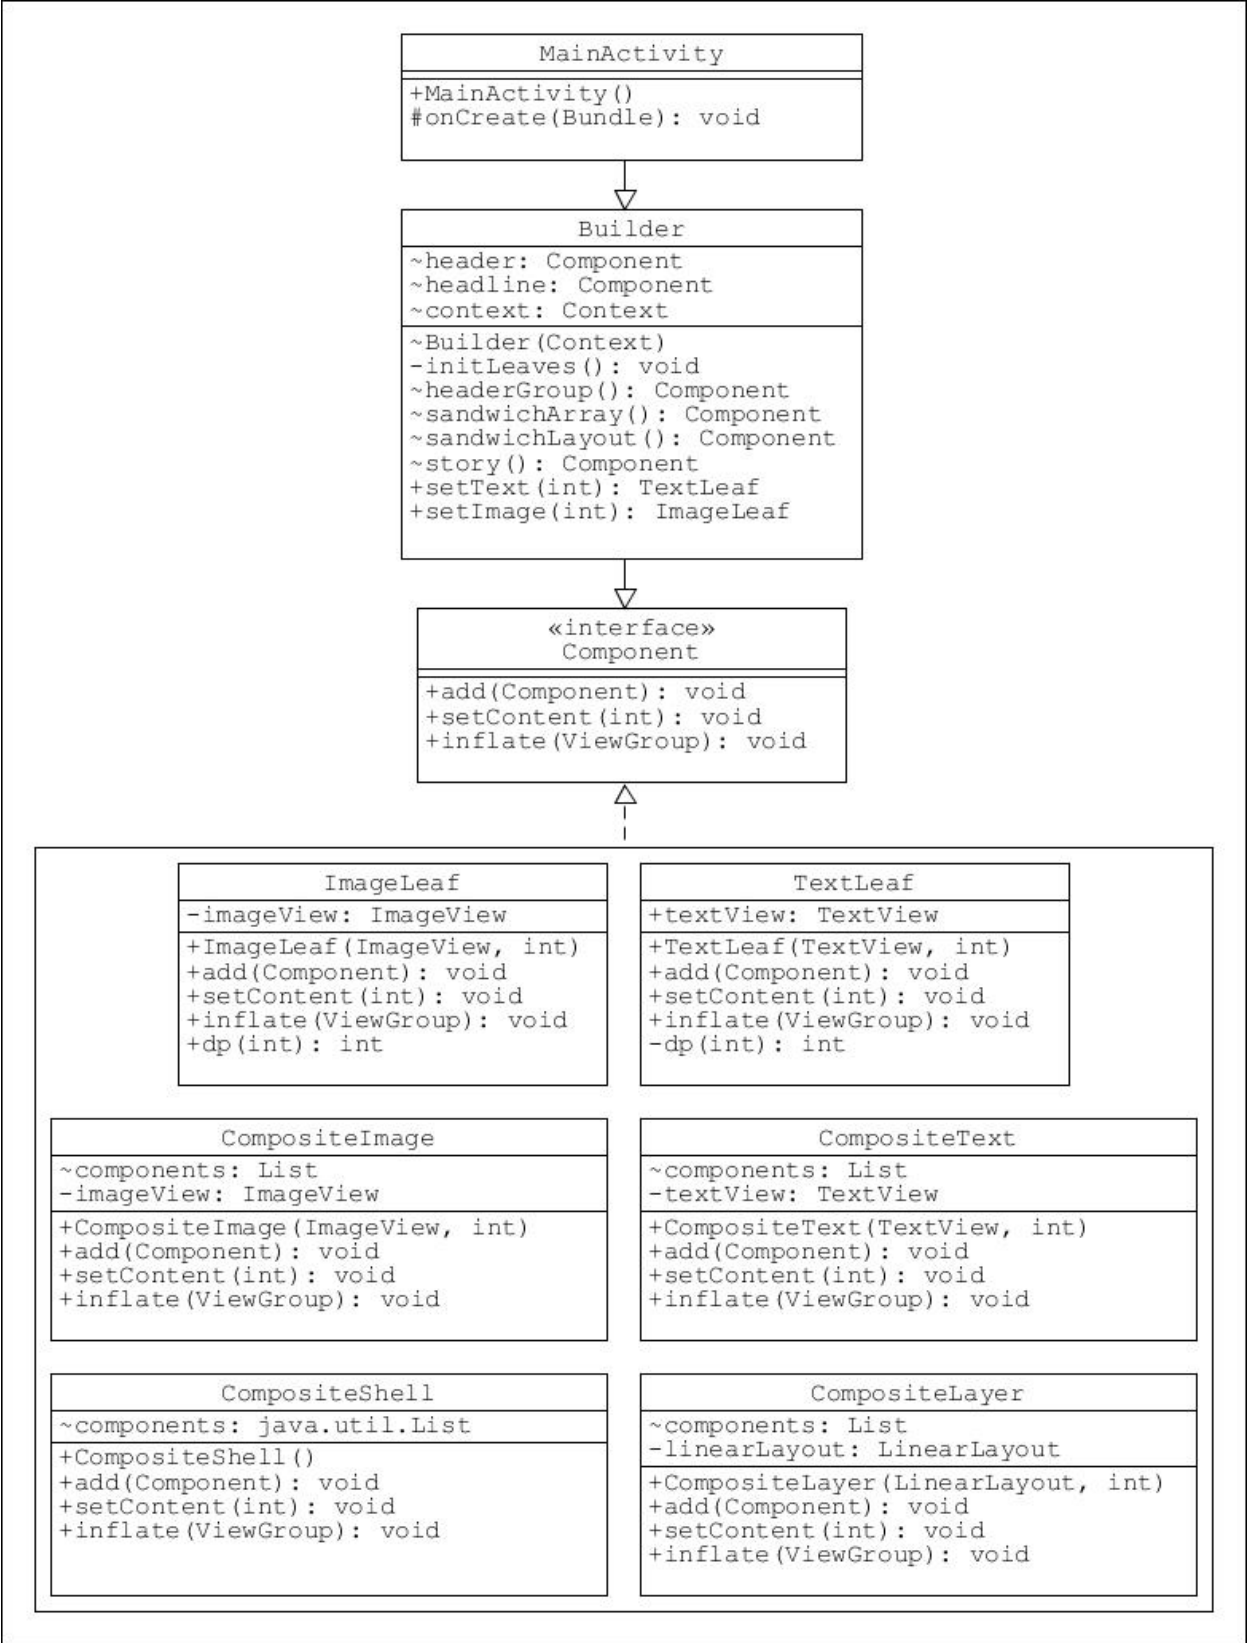 MainActivity
+MainActivity()
#onCreate(Bundle): void
Builder
~header: Component
~headline: Component
~context: Context
~Builder(Context)
-initLeaves(): void
~headerGroup(): Component
~sandwichArray(): Component
~sandwichLayout(): Component
~story(): Component
+setText(int): TextLeaf
+setImage(int): ImageLeaf
«interface»
Component
+add(Component): void
+setContent(int): void
+inflate(ViewGroup): void
ImageLeaf
-imageView: ImageView
+ImageLeaf(ImageView, int)
+add(Component): void
+setContent(int): void
+inflate(ViewGroup): void
+dp(int): int
TextLeaf
+textView: TextView
+TextLeaf(TextView, int)
+add(Component): void
+setContent(int): void
+inflate(ViewGroup): void
-dp(int): int
CompositeImage
~components: List
-imageView: ImageView
+CompositeImage(ImageView, int)
+add(Component): void
+setContent(int): void
+inflate(ViewGroup): void
CompositeText
~components: List
-textView: TextView
+CompositeText(TextView, int)
+add(Component): void
+setContent(int): void
+inflate(ViewGroup): void
CompositeShell
~components: java.util.List
+CompositeShell()
+add(Component): void
+setContent(int): void
+inflate(ViewGroup): void
CompositeLayer
~components: List
-linearLayout: LinearLayout
+CompositeLayer(LinearLayout, int)
+add(Component): void
+setContent(int): void
+inflate(ViewGroup): void